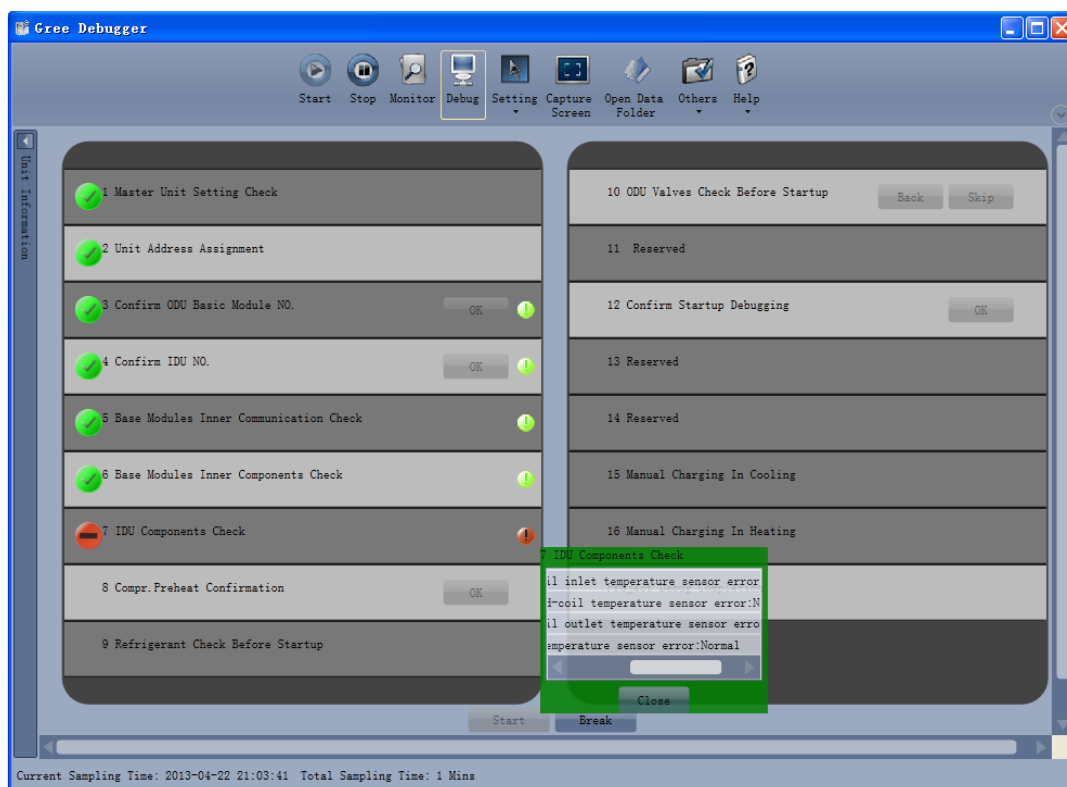 Gree Debugger
Start Stop Monitor Debug Setting Capture Screen Open Data Folder Others Help
Unit Information
1 Master Unit Setting Check
2 Unit Address Assignment
3 Confirm ODU Basic Module NO. OK
4 Confirm IDU NO. OK
5 Base Modules Inner Communication Check
6 Base Modules Inner Components Check
7 IDU Components Check
8 Compr.Preheat Confirmation OK
9 Refrigerant Check Before Startup
10 ODU Valves Check Before Startup Back Skip
11 Reserved
12 Confirm Startup Debugging OK
13 Reserved
14 Reserved
15 Manual Charging In Cooling
16 Manual Charging In Heating
7 IDU Components Check
il inlet temperature sensor error
d-coil temperature sensor error:N
il outlet temperature sensor erro
emperature sensor error:Normal
Close
Start Break
Current Sampling Time: 2013-04-22 21:03:41 Total Sampling Time: 1 Mins